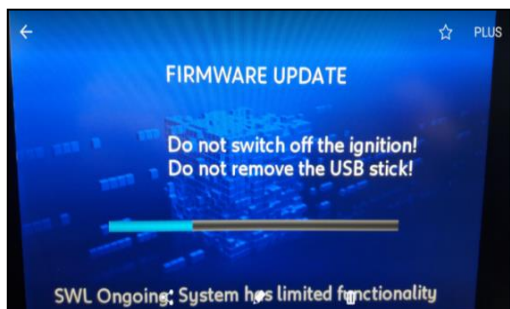 PLUS
FIRMWARE UPDATE
Do not switch off the ignition!
Do not remove the USB stick!
SWL Ongoing: System has limited functionality